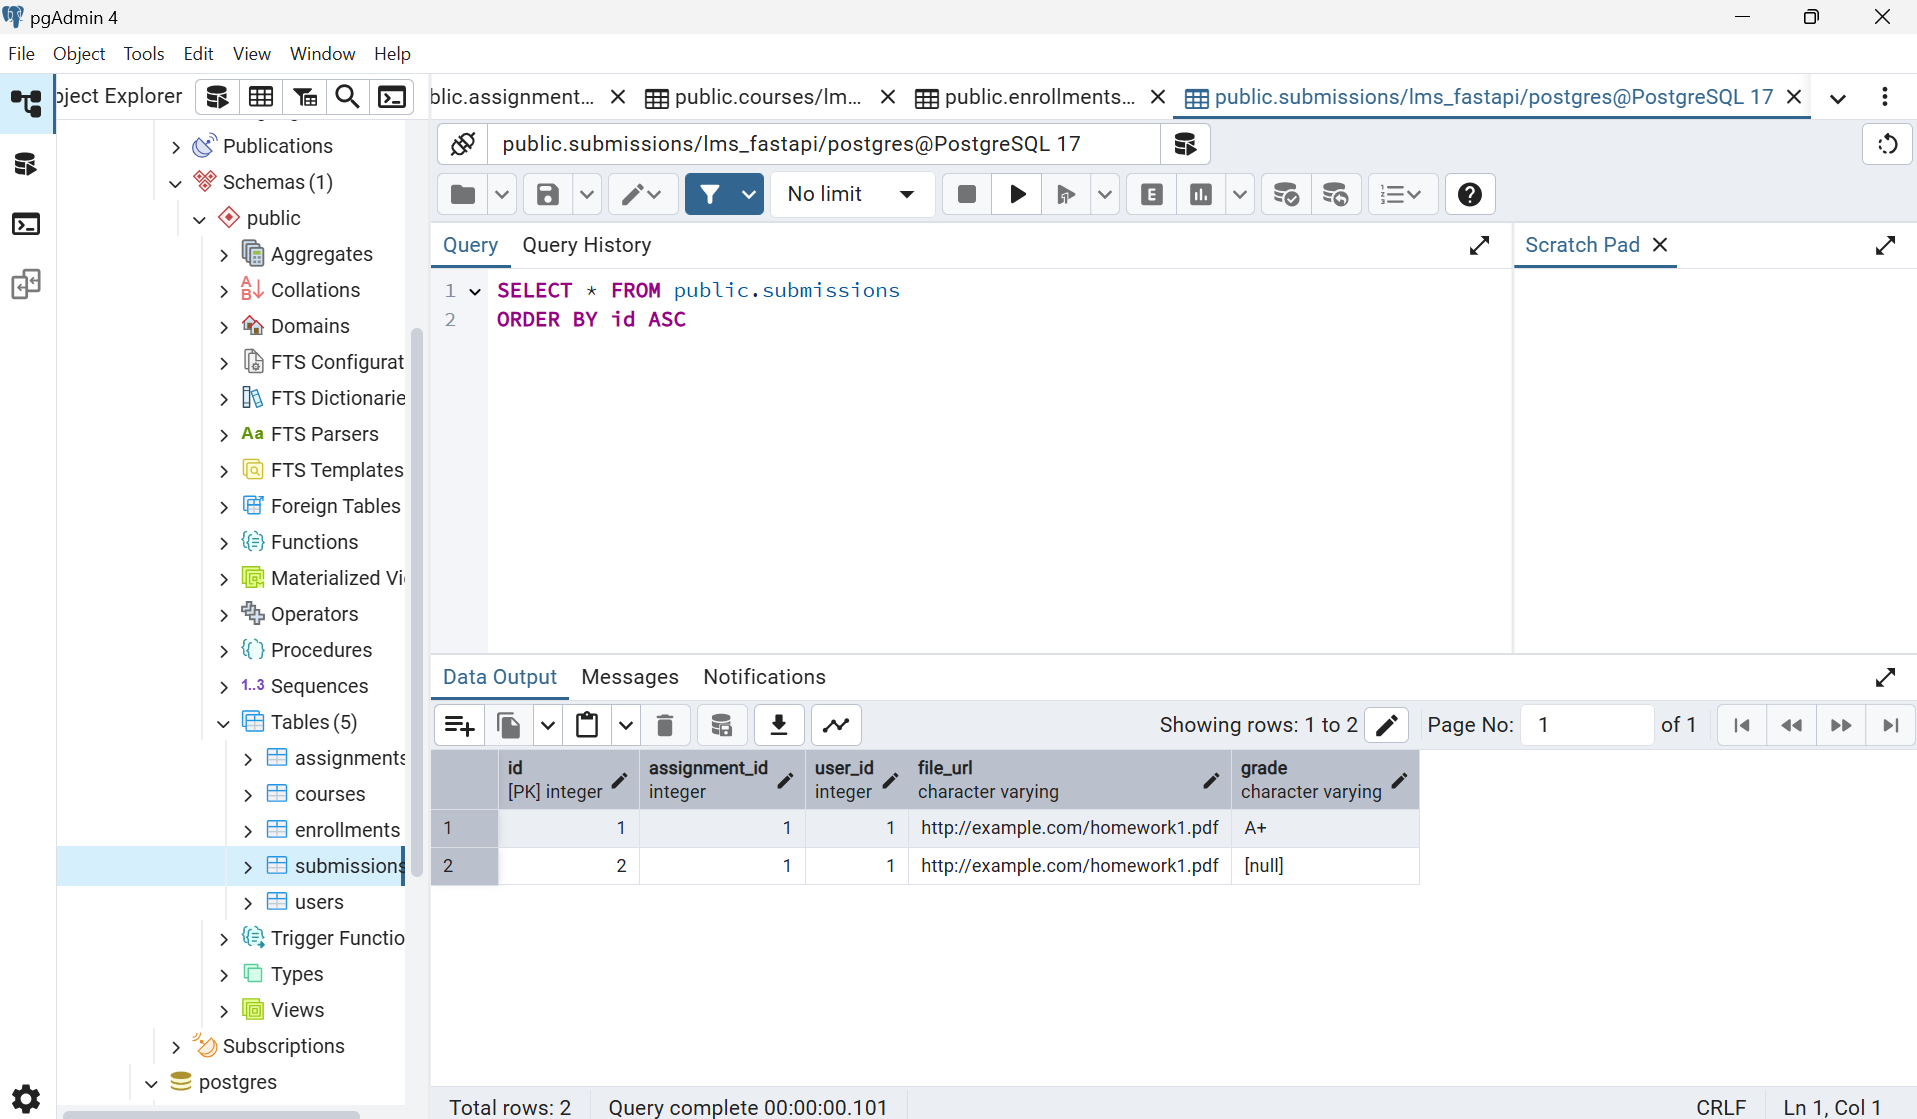 pgAdmin 4
File Object Tools Edit View Window Help
bject Explorer
blic.assignment... public.courses/lm... public.enrollments... public.submissions/lms_fastapi/postgres@PostgreSQL 17
public.submissions/lms_fastapi/postgres@PostgreSQL 17
No limit
E
Query Query History
Scratch Pad
1 SELECT * FROM public.submissions
2 ORDER BY id ASC
Publications
Schemas (1)
public
Aggregates
Collations
Domains
FTS Configurat
FTS Dictionarie
Aa FTS Parsers
FTS Templates
Foreign Tables
Functions
Materialized Vi
Operators
Procedures
1..3 Sequences
Tables (5)
assignments
courses
enrollments
submissions
users
Trigger Functio
Types
Views
Subscriptions
postgres
Data Output Messages Notifications
Showing rows: 1 to 2 Page No: 1 of 1
id assignment_id user_id file_url grade
[PK] integer integer integer character varying character varying
1 1 1 1 http://example.com/homework1.pdf A+
2 2 1 1 http://example.com/homework1.pdf [null]
Total rows: 2 Query complete 00:00:00.101 CRLF Ln 1, Col 1